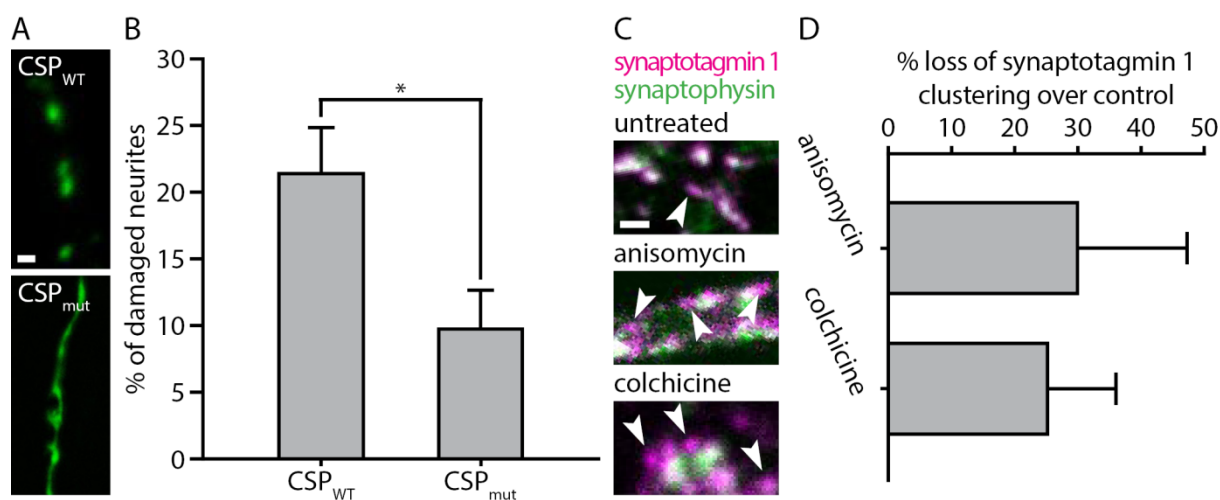 A
CSPWT
CSPmut
B
30
25
20
15
10
5
0
% of damaged neurites
*
CSPWT
CSPmut
C
synaptotagmin 1
synaptophysin
untreated
anisomycin
colchicine
D
% loss of synaptotagmin 1
clustering over control
0 10 20 30 40 50
anisomycin
colchicine